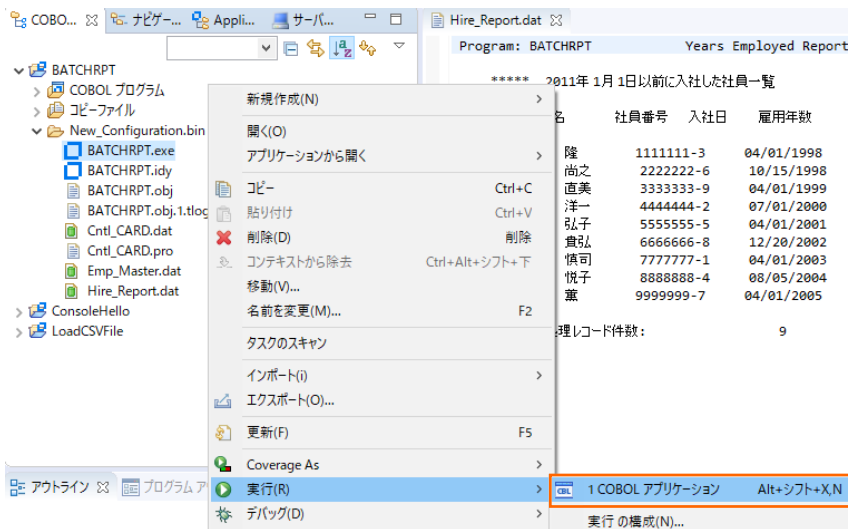 COBO...
ナビゲー...
Appli...
サーバ...
BATCHRPT
COBOL プログラム
コピーファイル
New_Configuration.bin
BATCHRPT.exe
BATCHRPT.idy
BATCHRPT.obj
BATCHRPT.obj.1.tlog
Cntl_CARD.dat
Cntl_CARD.pro
Emp_Master.dat
Hire_Report.dat
ConsoleHello
LoadCSVFile
アウトライン
プログラム ア
新規作成(N)
開く(O)
アプリケーションから開く
コピー Ctrl+C
貼り付け Ctrl+V
削除(D) 削除
コンテキストから除去 Ctrl+Alt+シフト+下
移動(V)...
名前を変更(M)... F2
タスクのスキャン
インポート(i)
エクスポート(O)...
更新(F) F5
Coverage As
実行(R)
デバッグ(D)
1 COBOL アプリケーション Alt+シフト+X,N
実行の構成(N)...
Hire_Report.dat
Program: BATCHRPT Years Employed Report
***** 2011年 1月 1日以前に入社した社員一覧
名 社員番号 入社日 雇用年数
隆 1111111-3 04/01/1998
尚之 2222222-6 10/15/1998
直美 3333333-9 04/01/1999
洋一 4444444-2 07/01/2000
弘子 5555555-5 04/01/2001
貴弘 6666666-8 12/20/2002
慎司 7777777-1 04/01/2003
悦子 8888888-4 08/05/2004
薫 9999999-7 04/01/2005
理レコード件数: 9